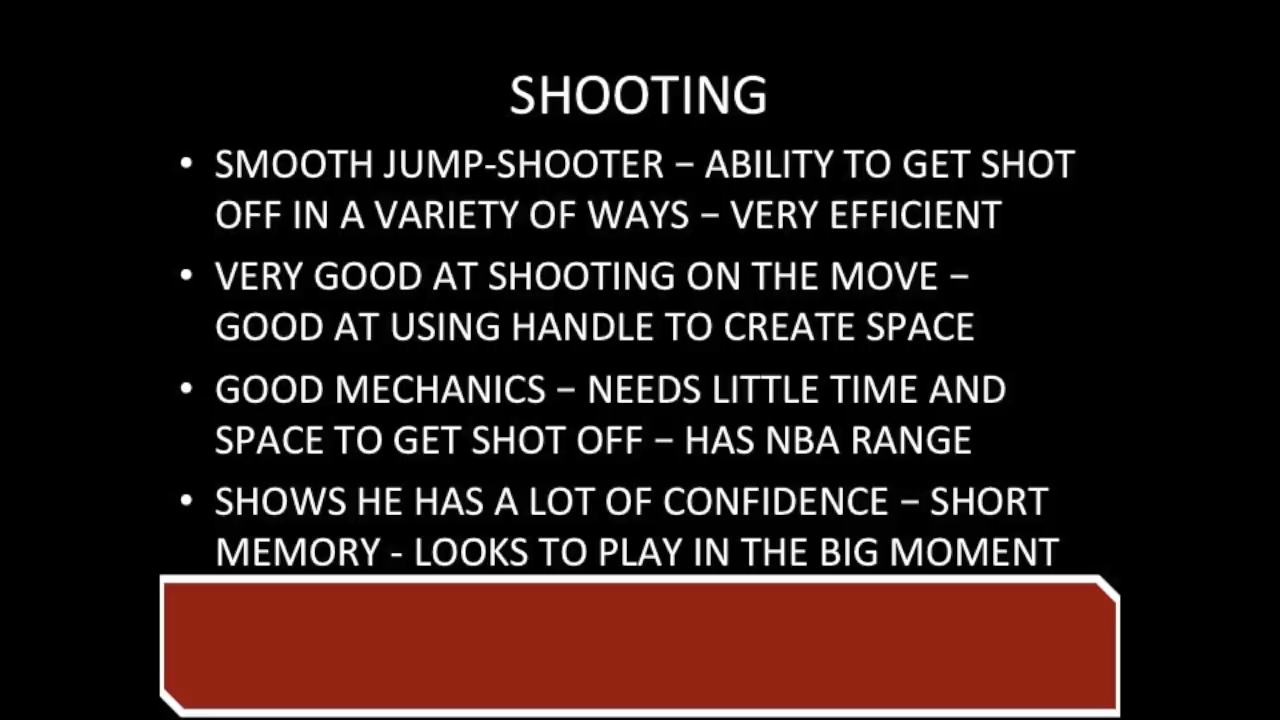 SHOOTING
• SMOOTH JUMP-SHOOTER – ABILITY TO GET SHOT
OFF IN A VARIETY OF WAYS – VERY EFFICIENT
• VERY GOOD AT SHOOTING ON THE MOVE –
GOOD AT USING HANDLE TO CREATE SPACE
• GOOD MECHANICS – NEEDS LITTLE TIME AND
SPACE TO GET SHOT OFF – HAS NBA RANGE
• SHOWS HE HAS A LOT OF CONFIDENCE – SHORT
MEMORY - LOOKS TO PLAY IN THE BIG MOMENT